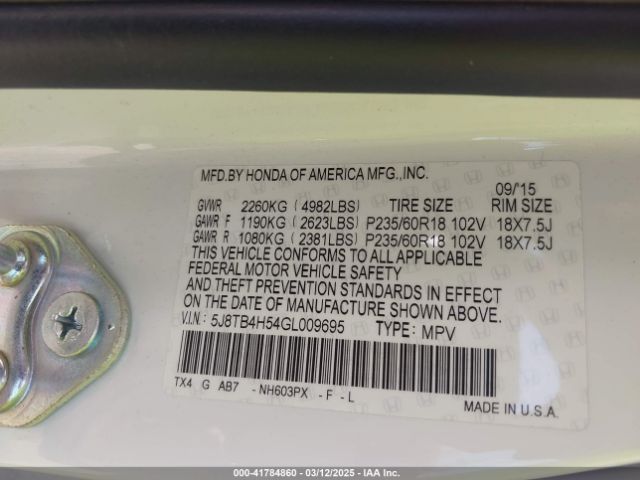 MFD.BY HONDA OF AMERICA MFG.,INC.
09/15
GVWR 2260KG ( 4982LBS) TIRE SIZE RIM SIZE
GAWR F 1190KG ( 2623LBS) P235/60R18 102V 18X7.5J
GAWR R 1080KG ( 2381LBS) P235/60R18 102V 18X7.5J
THIS VEHICLE CONFORMS TO ALL APPLICABLE
FEDERAL MOTOR VEHICLE SAFETY
AND THEFT PREVENTION STANDARDS IN EFFECT
ON THE DATE OF MANUFACTURE SHOWN ABOVE.
V.I.N.: 5J8TB4H54GL009695 TYPE: MPV
TX4 G AB7 - NH603PX - F - L
MADE IN U.S.A.
000-41784860 - 03/12/2025 - IAA Inc.